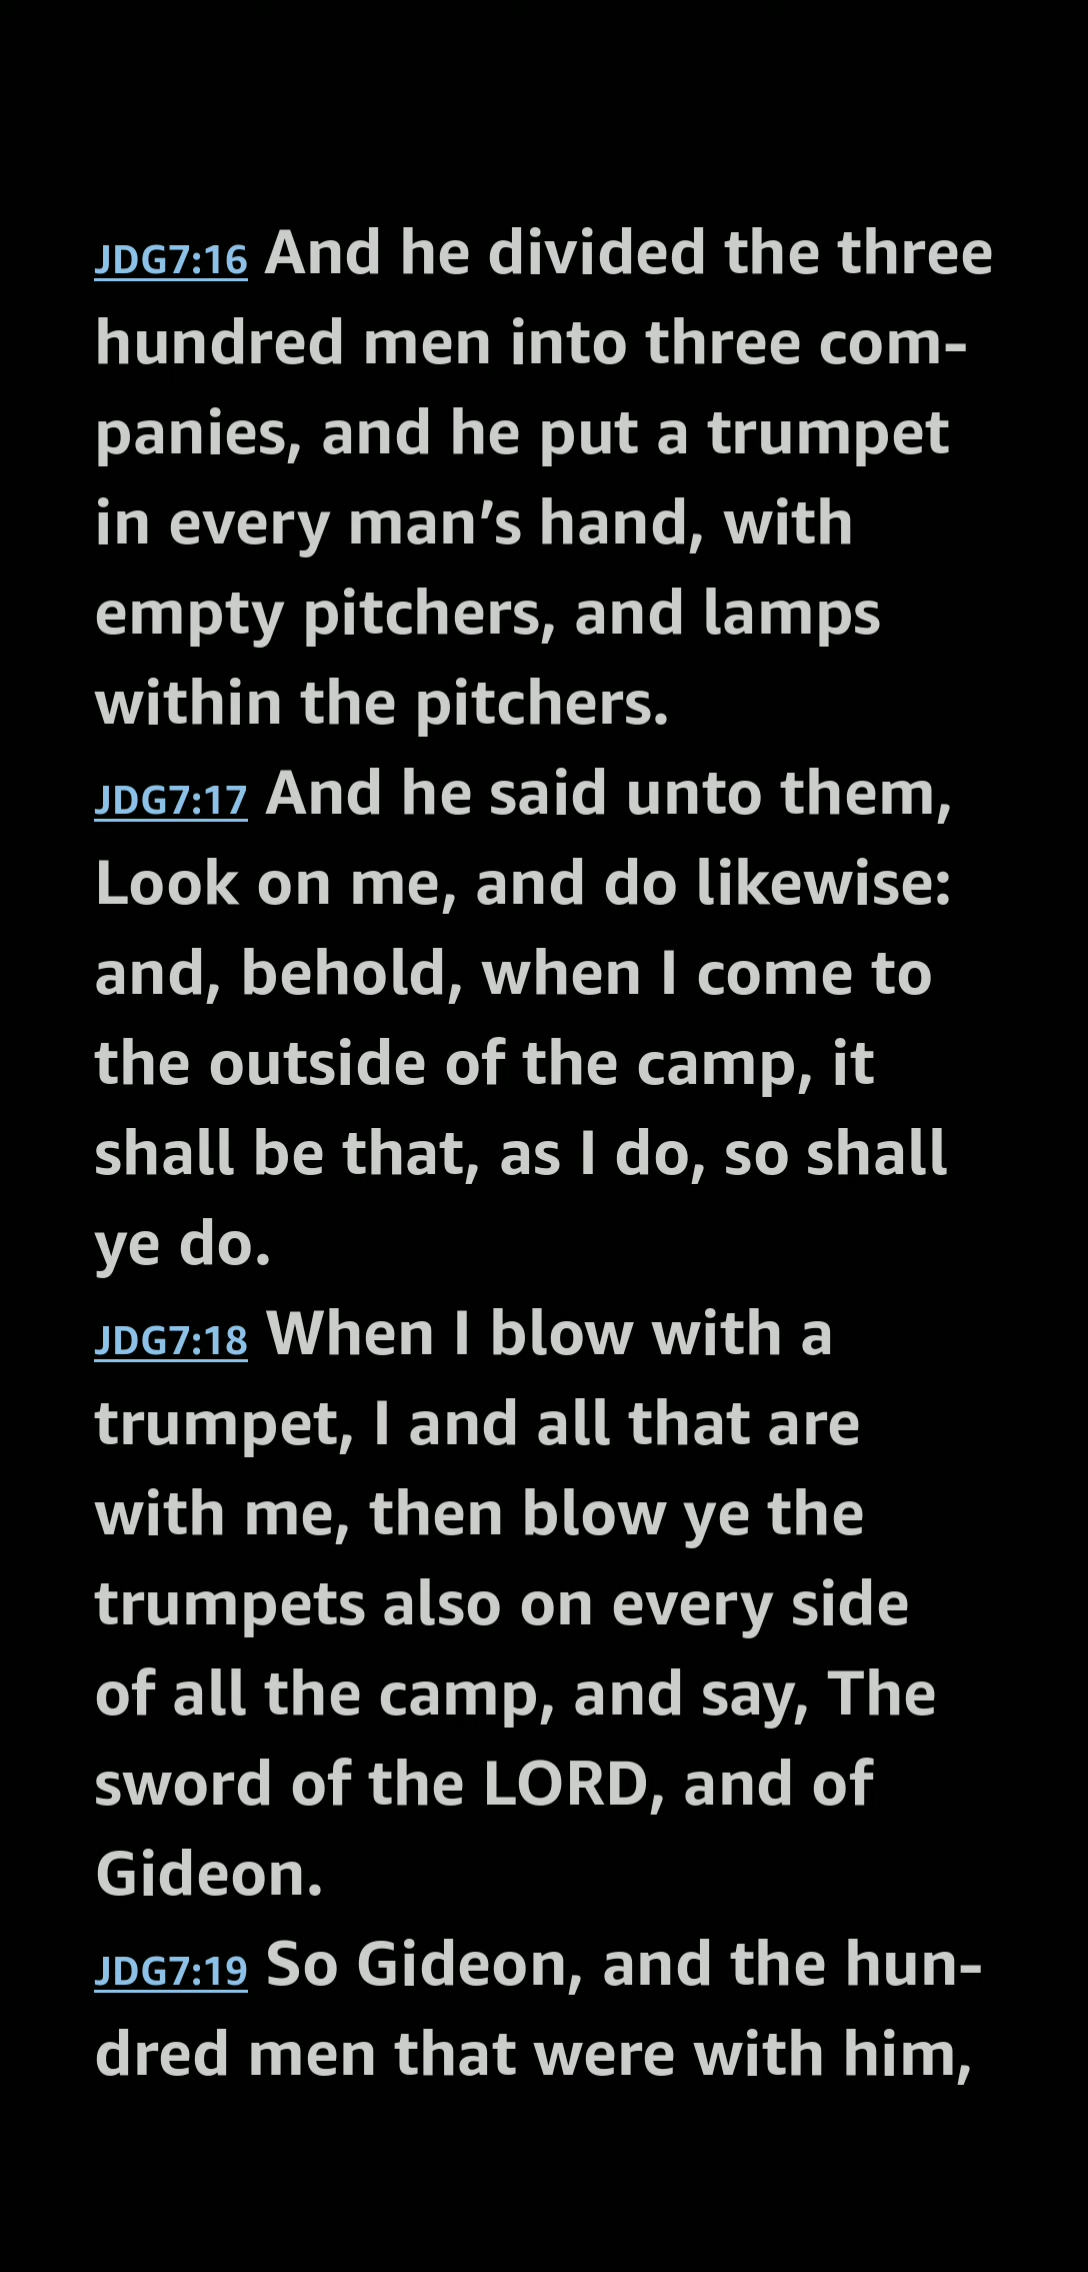 JDG7:16 And he divided the three
hundred men into three com-
panies, and he put a trumpet
in every man’s hand, with
empty pitchers, and lamps
within the pitchers.
JDG7:17 And he said unto them,
Look on me, and do likewise:
and, behold, when I come to
the outside of the camp, it
shall be that, as I do, so shall
ye do.
JDG7:18 When I blow with a
trumpet, I and all that are
with me, then blow ye the
trumpets also on every side
of all the camp, and say, The
sword of the LORD, and of
Gideon.
JDG7:19 So Gideon, and the hun-
dred men that were with him,